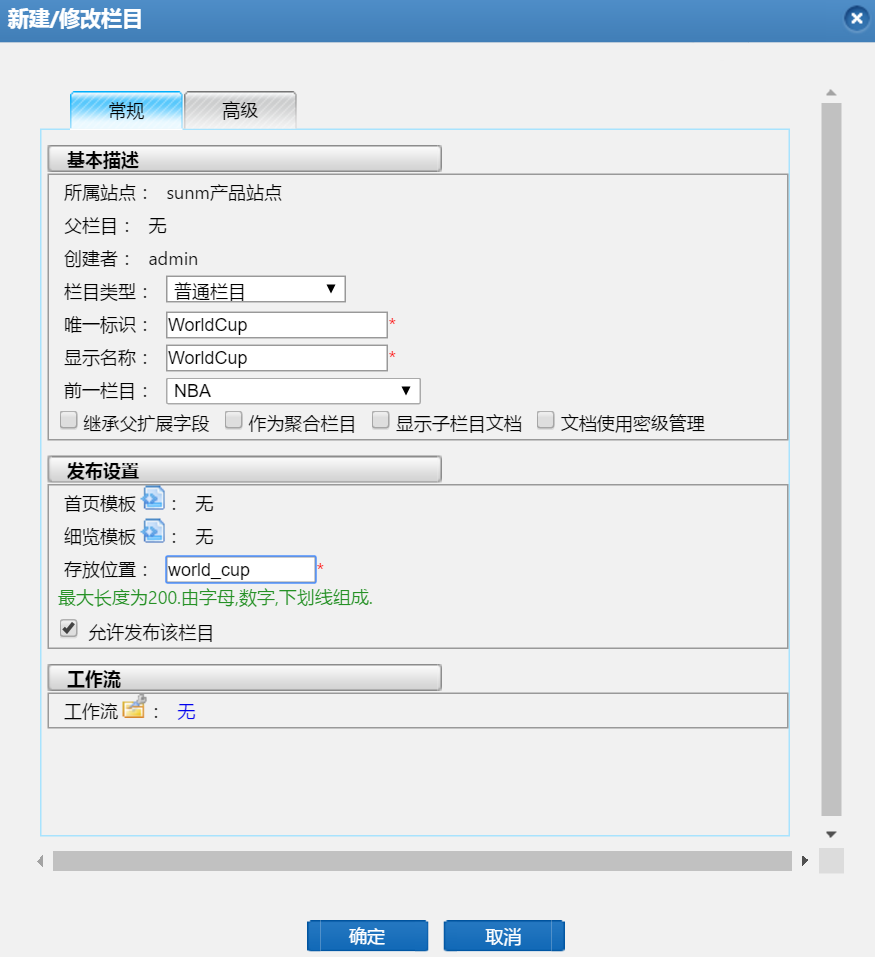 新建/修改栏目
常规 高级
基本描述
所属站点： sunm产品站点
父栏目： 无
创建者： admin
栏目类型： 普通栏目
唯一标识： WorldCup *
显示名称： WorldCup *
前一栏目： NBA
继承父扩展字段 作为聚合栏目 显示子栏目文档 文档使用密级管理
发布设置
首页模板： 无
细览模板： 无
存放位置： world_cup *
最大长度为200.由字母,数字,下划线组成.
允许发布该栏目
工作流
工作流： 无
确定 取消